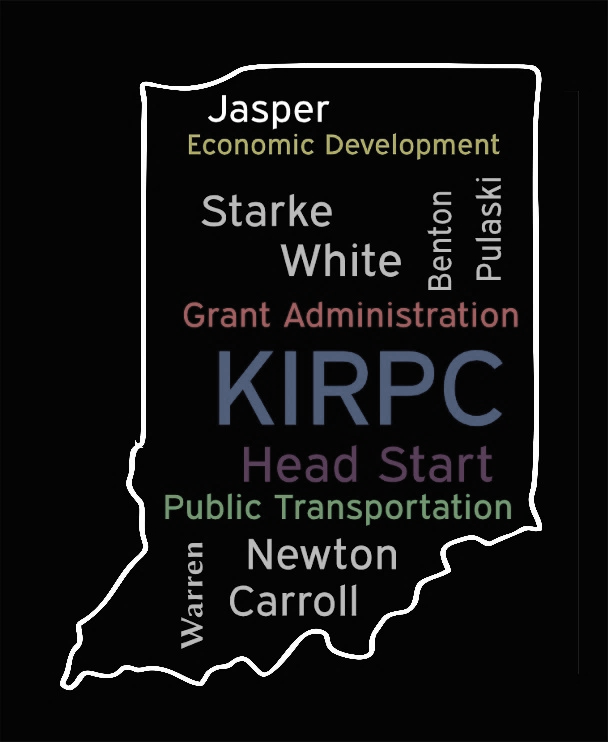 Jasper
Economic Development
Starke
White
Benton
Pulaski
Grant Administration
KIRPC
Head Start
Public Transportation
Warren
Newton
Carroll